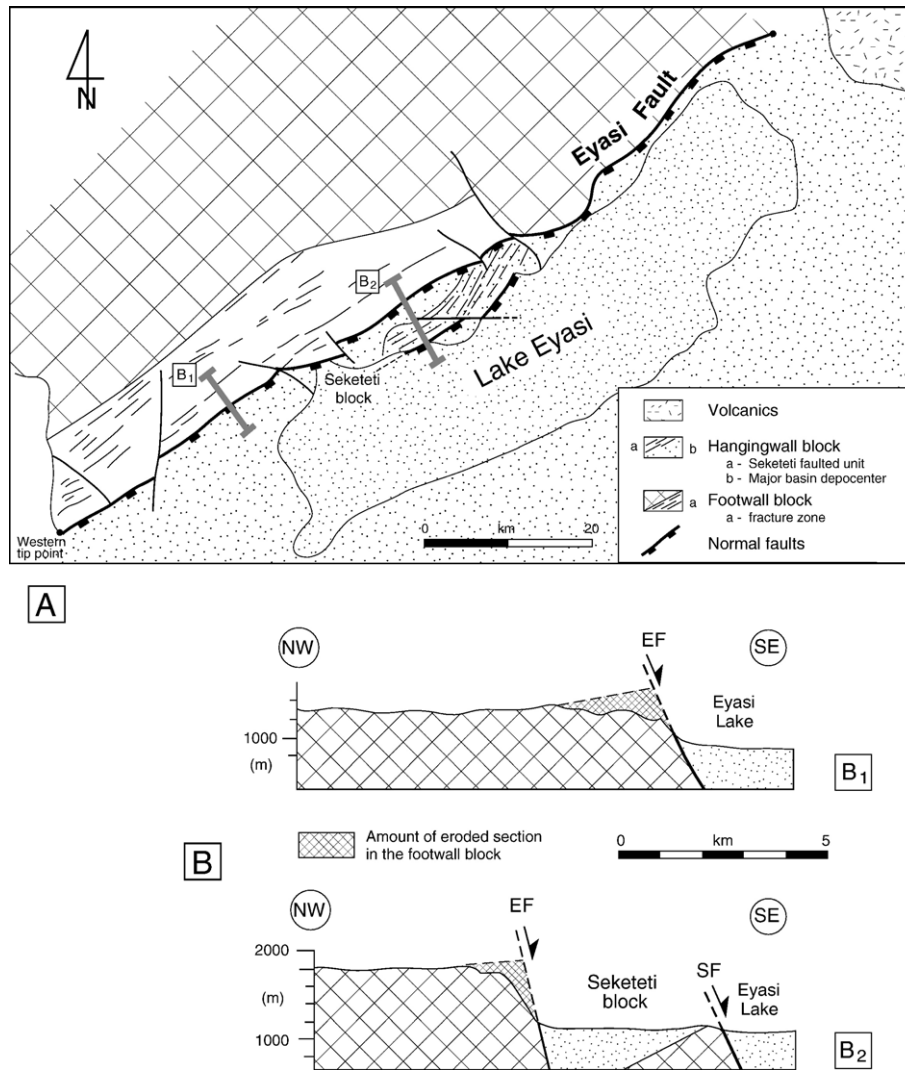 N
Eyasi Fault
B2
B1
Seketeti
block
Lake Eyasi
Western
tip point
0 km 20
Volcanics
a b Hangingwall block
a - Seketeti faulted unit
b - Major basin depocenter
a Footwall block
a - fracture zone
Normal faults
A
NW EF SE
Eyasi
Lake
1000
(m)
B1
Amount of eroded section
in the footwall block
0 km 5
B
NW EF SE
2000
(m)
1000
Seketeti
block
SF
Eyasi
Lake
B2